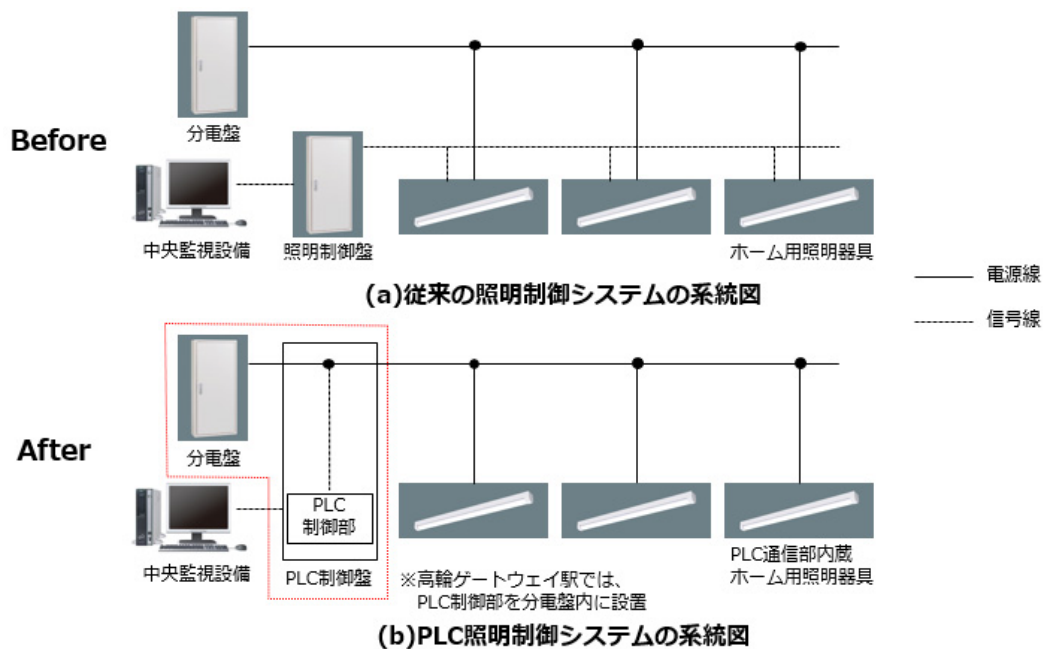 分電盤
Before
中央監視設備
照明制御盤
ホーム用照明器具
(a)従来の照明制御システムの系統図
電源線
信号線
After
分電盤
PLC
制御部
中央監視設備
PLC制御盤
PLC通信部内蔵
ホーム用照明器具
※高輪ゲートウェイ駅では、
PLC制御部を分電盤内に設置
(b)PLC照明制御システムの系統図